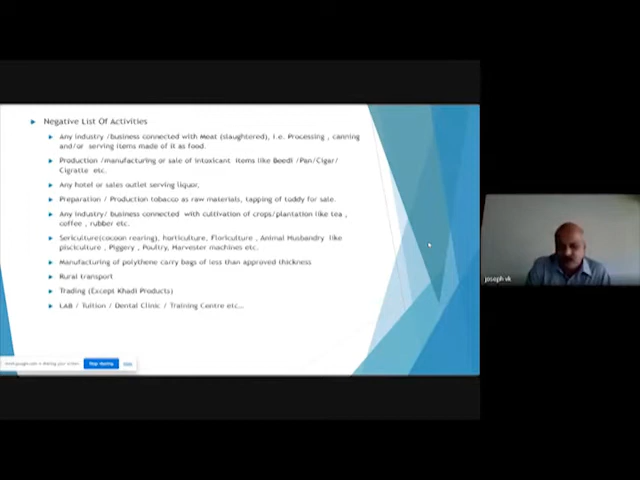 Negative List Of Activities
Any industry /business connected with Meat (slaughtered), i.e. Processing , canning
and/or serving items made of it as food.
Production /manufacturing or sale of intoxicant items like Beedi /Pan/Cigar/
Cigratte etc.
Any hotel or sales outlet serving liquor,
Preparation / Production tobacco as raw materials, tapping of toddy for sale.
Any industry/ business connected with cultivation of crops/plantation like tea ,
coffee , rubber etc.
Sericulture(cocoon rearing), horticulture, Floriculture , Animal Husbandry like
pisciculture , Piggery , Poultry, Harvester machines etc.
Manufacturing of polythene carry bags of less than approved thickness
Rural transport
Trading (Except Khadi Products)
LAB / Tuition / Dental Clinic / Training Centre etc...
is sharing your screen.
Stop sharing
Hide
joseph vk